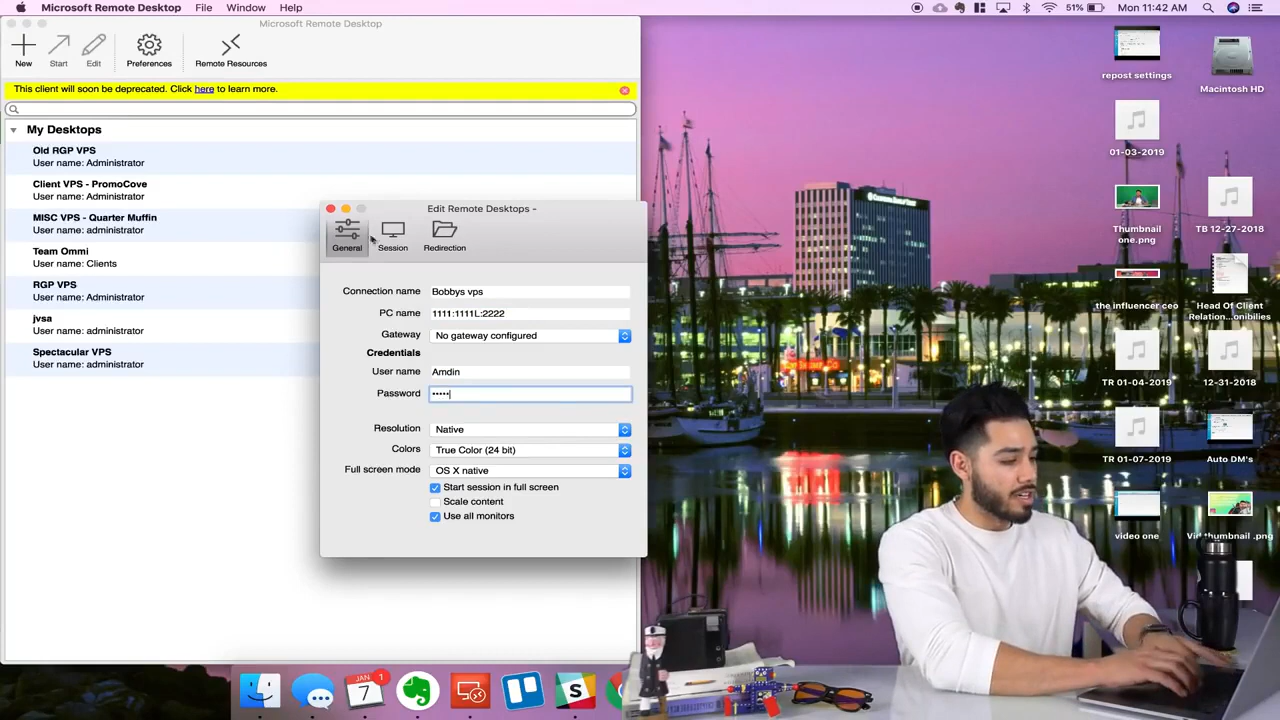 Microsoft Remote Desktop File Window Help
51% Mon 11:42 AM
Microsoft Remote Desktop
New Start Edit Preferences Remote Resources
This client will soon be deprecated. Click here to learn more.
My Desktops
Old RGP VPS
User name: Administrator
Client VPS - PromoCove
User name: Administrator
MISC VPS - Quarter Muffin
User name: administrator
Team Ommi
User name: Clients
RGP VPS
User name: Administrator
jvsa
User name: Administrator
Spectacular VPS
User name: administrator
Edit Remote Desktops -
General Session Redirection
Connection name Bobbys vps
PC name 1111:1111L:2222
Gateway No gateway configured
Credentials
User name Amdin
Password •••••
Resolution Native
Colors True Color (24 bit)
Full screen mode OS X native
Start session in full screen
Scale content
Use all monitors
repost settings
Macintosh HD
01-03-2019
Thumbnail
one.png
TB 12-27-2018
the influencer ceo
Head Of Client
Relation...onibilies
TR 01-04-2019
12-31-2018
TR 01-07-2019
Auto DM's
video one
Vid thumbnail .png
JAN
7
1